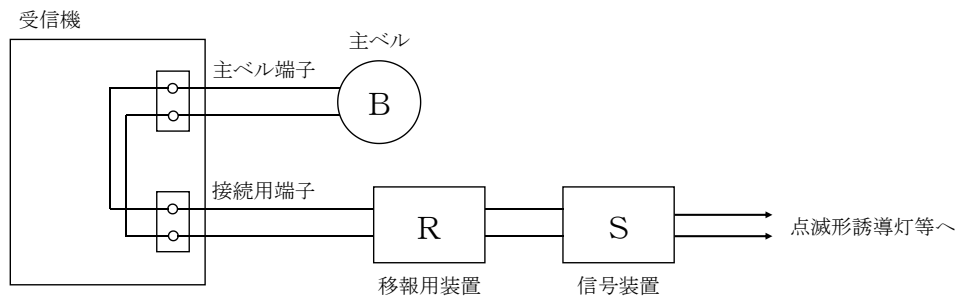 受信機
主ベル
主ベル端子
B
接続用端子
R
S
点滅形誘導灯等へ
移報用装置
信号装置